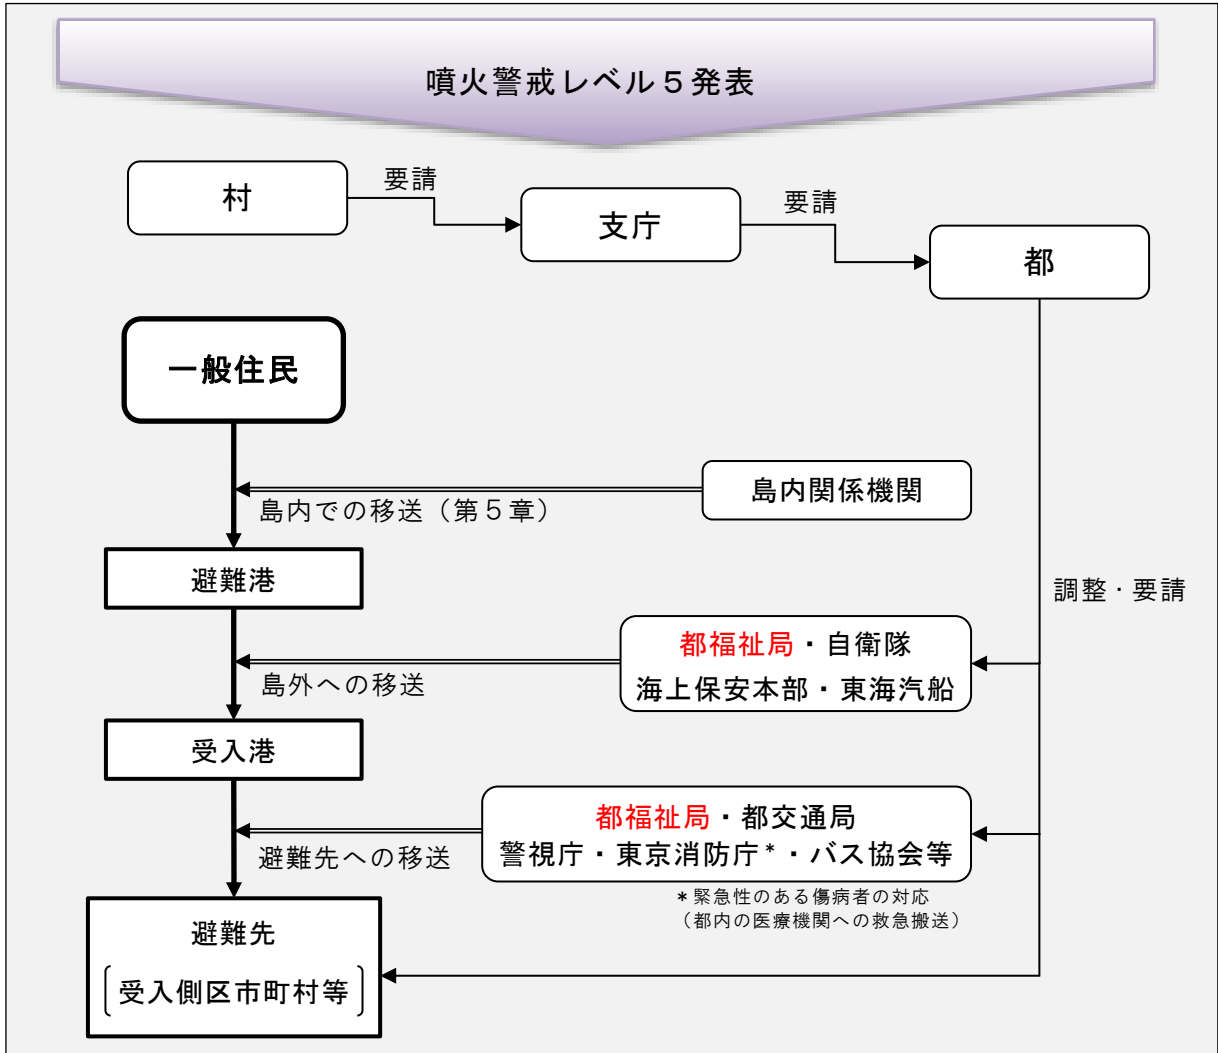 噴火警戒レベル５発表
村
要請
支庁
要請
都
一般住民
島内関係機関
島内での移送（第５章）
避難港
調整・要請
都福祉局・自衛隊
海上保安本部・東海汽船
島外への移送
受入港
都福祉局・都交通局
警視庁・東京消防庁*・バス協会等
避難先への移送
*緊急性のある傷病者の対応
（都内の医療機関への救急搬送）
避難先
〔受入側区市町村等〕